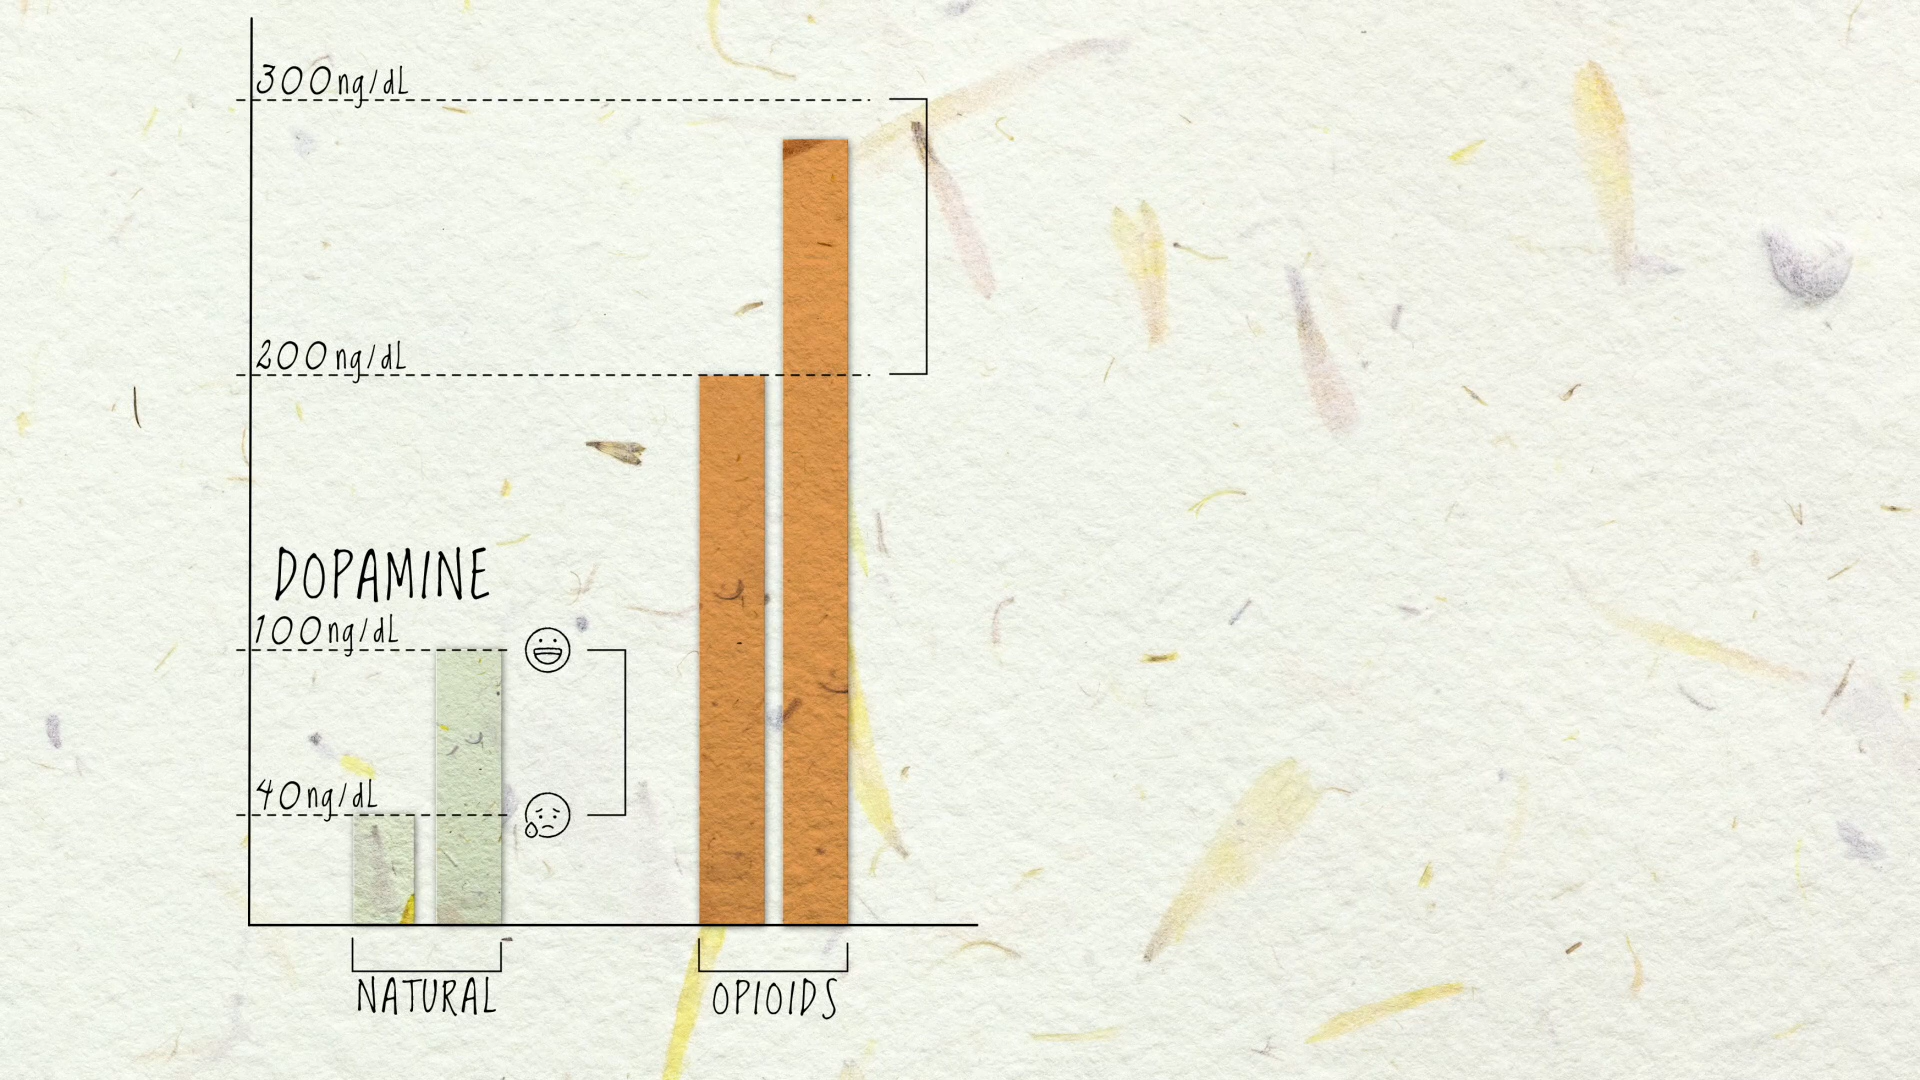 300ng/dL
200ng/dL
DOPAMINE
100ng/dL
40ng/dL
NATURAL
OPIOIDS